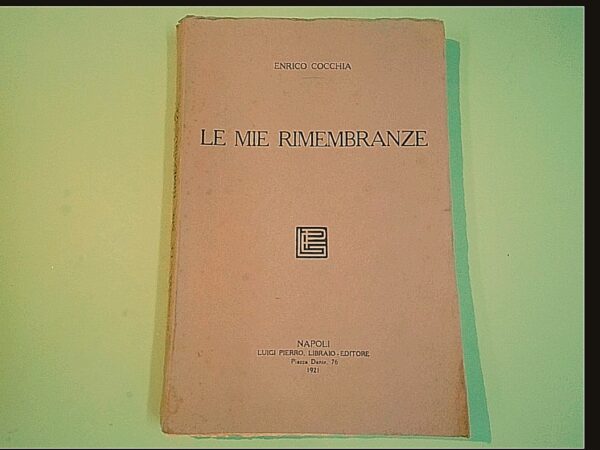 ENRICO COCCHIA
LE MIE RIMEMBRANZE
NAPOLI
LUIGI PIERRO, LIBRAIO-EDITORE
Piazza Dante, 76
1921